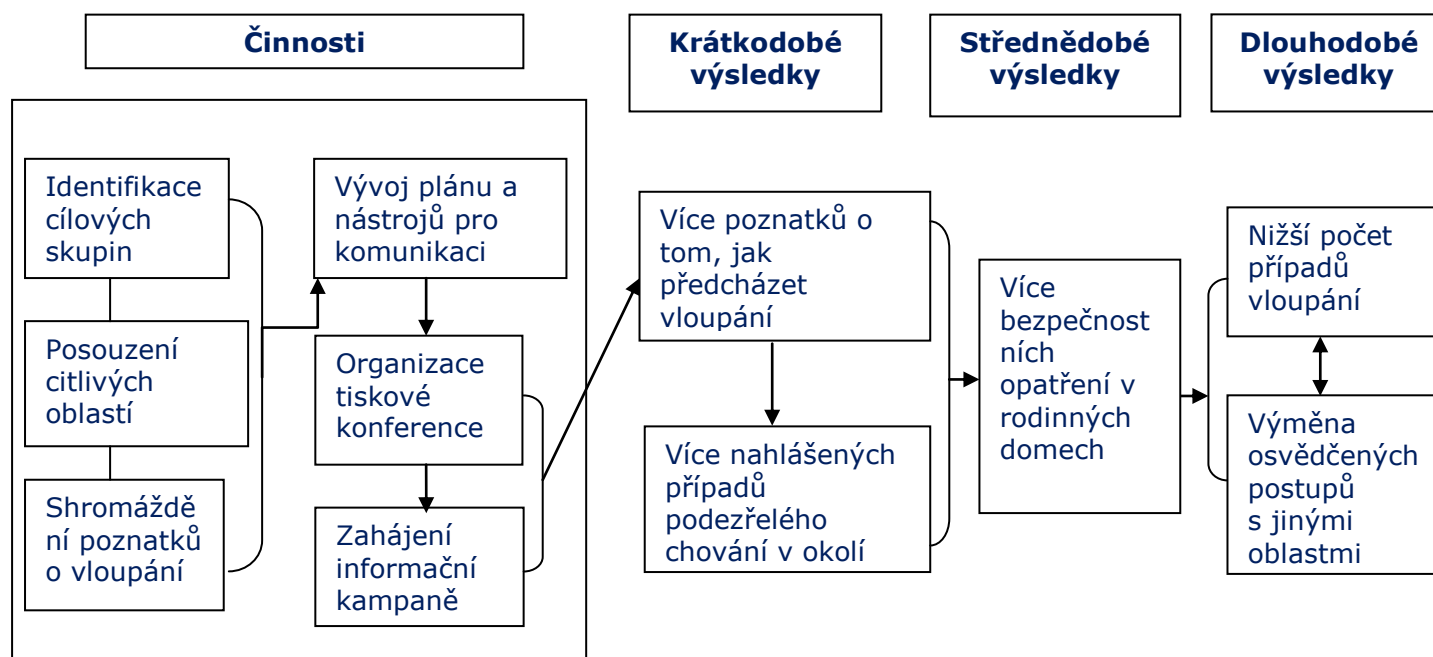 Činnosti
Krátkodobé
výsledky
Střednědobé
výsledky
Dlouhodobé
výsledky
Identifikace
cílových
skupin
Posouzení
citlivých
oblastí
Shromáždě
ní poznatků
o vloupání
Vývoj plánu a
nástrojů pro
komunikaci
Organizace
tiskové
konference
Zahájení
informační
kampaně
Více poznatků o
tom, jak
předcházet
vloupání
Více nahlášených
případů
podezřelého
chování v okolí
Více
bezpečnost
ních
opatření v
rodinných
domech
Nižší počet
případů
vloupání
Výměna
osvědčených
postupů
s jinými
oblastmi